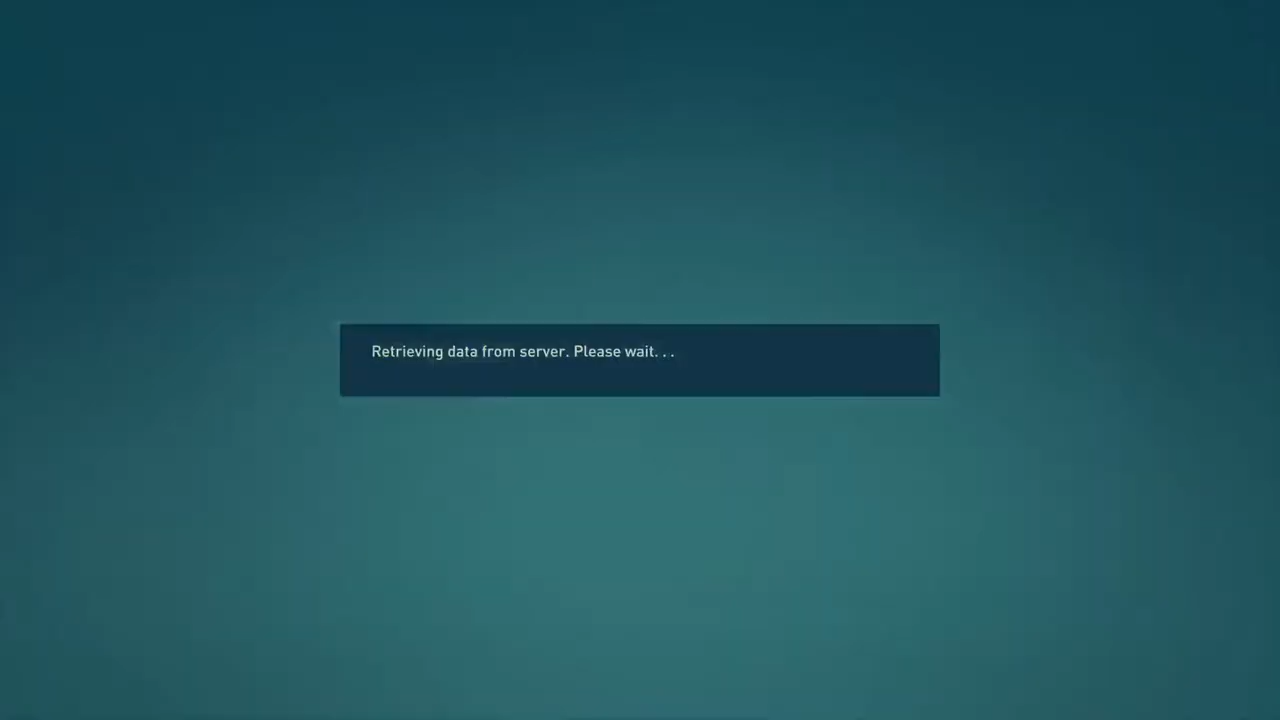 Retrieving data from server. Please wait. . .